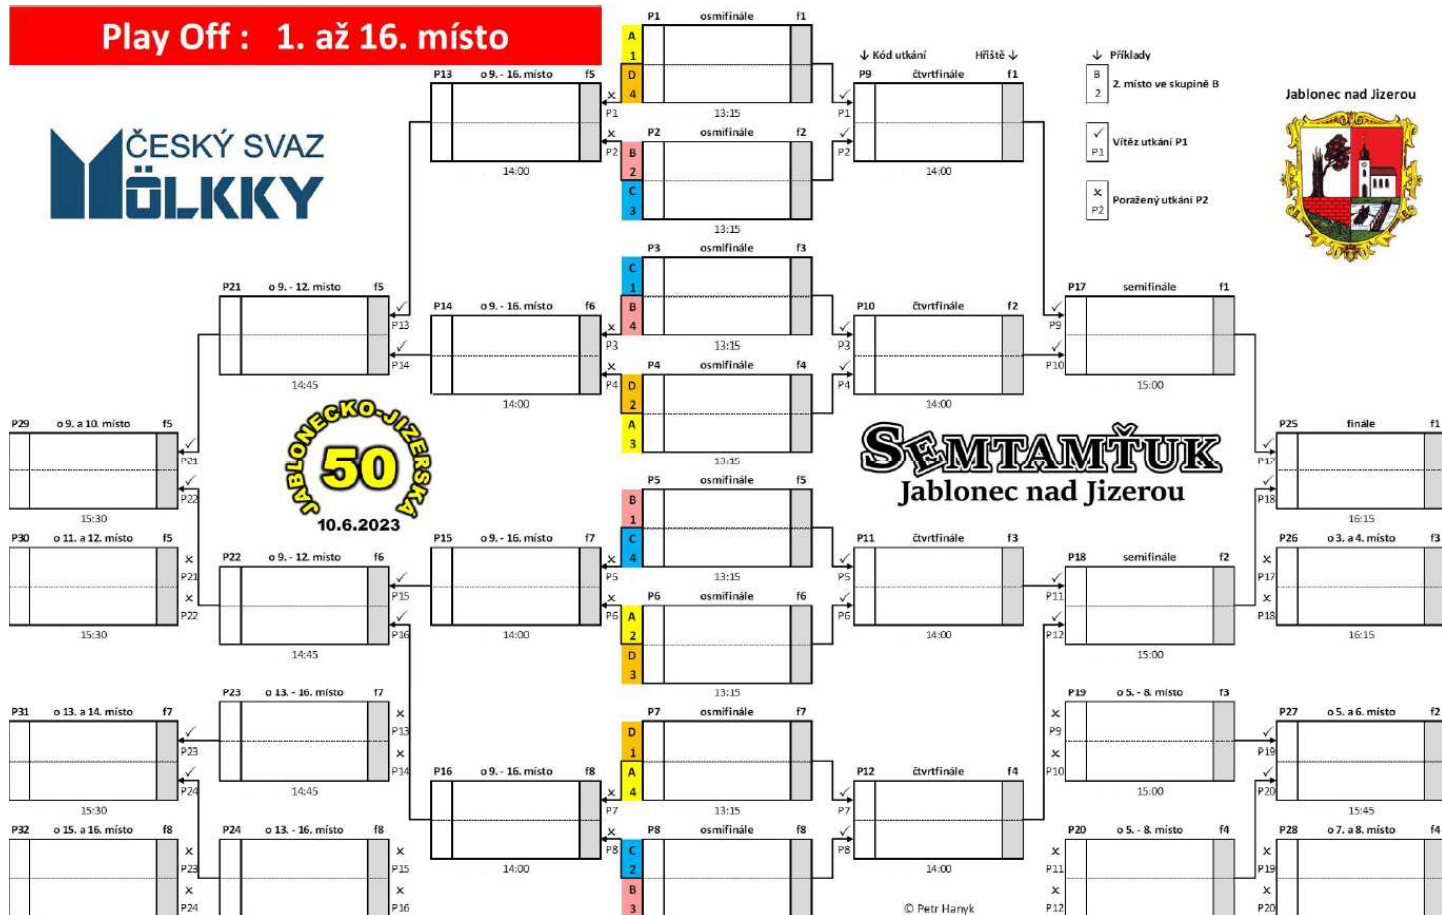 Play Off : 1. až 16. místo
ČESKÝ SVAZ
MÖLKKY
P1 osmifinále f1
A
1
D
4
13:15
P2 osmifinále f2
B
2
C
3
13:15
P3 osmifinále f3
C
1
B
4
13:15
P4 osmifinále f4
D
2
A
3
13:15
P5 osmifinále f5
B
1
C
4
13:15
P6 osmifinále f6
A
2
D
3
13:15
P7 osmifinále f7
D
1
A
4
13:15
P8 osmifinále f8
C
2
B
3
P13 o 9. - 16. místo f5
✗ P1
✗ P2
14:00
P14 o 9. - 16. místo f6
✗ P3
✗ P4
14:00
P15 o 9. - 16. místo f7
✗ P5
✗ P6
14:00
P16 o 9. - 16. místo f8
✗ P7
✗ P8
14:00
P21 o 9. - 12. místo f5
✓ P13
✓ P14
14:45
P22 o 9. - 12. místo f6
✓ P15
✓ P16
14:45
P23 o 13. - 16. místo f7
✗ P13
✗ P14
14:45
P24 o 13. - 16. místo f8
✗ P15
✗ P16
P29 o 9. a 10. místo f5
✓ P21
✓ P22
15:30
P30 o 11. a 12. místo f5
✗ P21
✗ P22
15:30
P31 o 13. a 14. místo f7
✓ P23
✓ P24
15:30
P32 o 15. a 16. místo f8
✗ P23
✗ P24
JABLONECKO-JIZERSKÁ
50
10.6.2023
↓ Kód utkání Hřiště ↓
P9 čtvrtfinále f1
✓ P1
✓ P2
14:00
P10 čtvrtfinále f2
✓ P3
✓ P4
14:00
P11 čtvrtfinále f3
✓ P5
✓ P6
14:00
P12 čtvrtfinále f4
✓ P7
✓ P8
14:00
↓ Příklady
B
2
2. místo ve skupině B
✓ P1
Vítěz utkání P1
✗ P2
Poražený utkání P2
Jablonec nad Jizerou
P17 semifinále f1
✓ P9
✓ P10
15:00
SEMTAMŤUK
Jablonec nad Jizerou
P18 semifinále f2
✓ P11
✓ P12
15:00
P19 o 5. - 8. místo f3
✗ P9
✗ P10
15:00
P20 o 5. - 8. místo f4
✗ P11
✗ P12
P25 finále f1
✓ P17
✓ P18
16:15
P26 o 3. a 4. místo f3
✗ P17
✗ P18
16:15
P27 o 5. a 6. místo f2
✓ P19
✓ P20
15:45
P28 o 7. a 8. místo f4
✗ P19
✗ P20
© Petr Hanyk